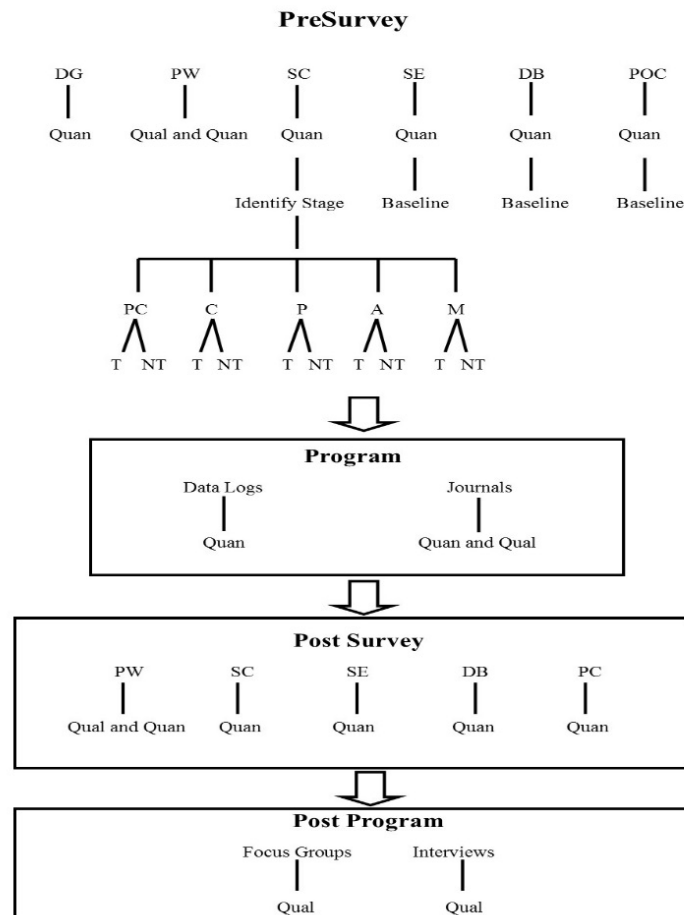 PreSurvey
DG PW SC SE DB POC
Quan Qual and Quan Quan Quan Quan Quan
Identify Stage Baseline Baseline Baseline
PC C P A M
T NT T NT T NT T NT T NT
Program
Data Logs Journals
Quan Quan and Qual
Post Survey
PW SC SE DB PC
Qual and Quan Quan Quan Quan Quan
Post Program
Focus Groups Interviews
Qual Qual